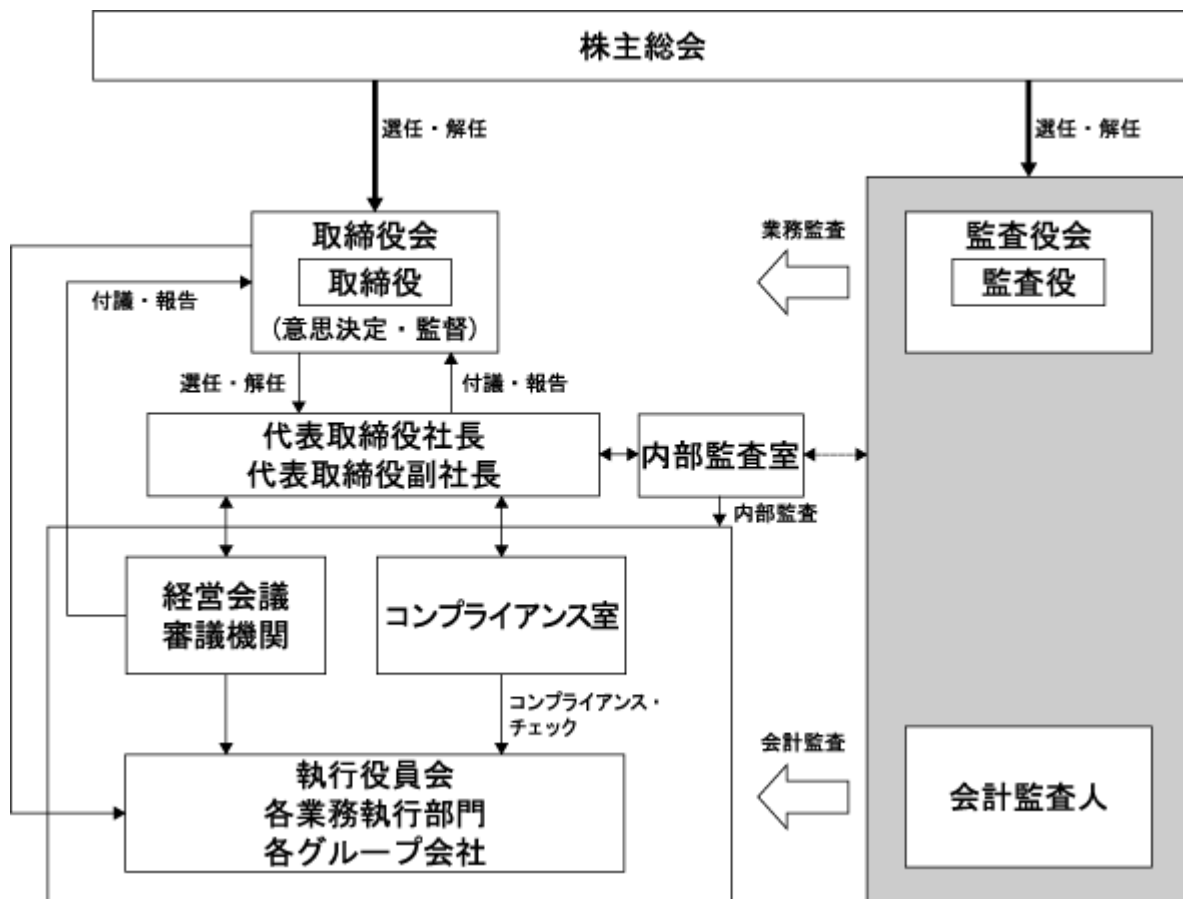 株主総会
選任・解任
選任・解任
取締役会
取締役
(意思決定・監督)
業務監査
監査役会
監査役
付議・報告
選任・解任
付議・報告
代表取締役社長
代表取締役副社長
内部監査室
内部監査
経営会議
審議機関
コンプライアンス室
コンプライアンス・
チェック
会計監査
執行役員会
各業務執行部門
各グループ会社
会計監査人